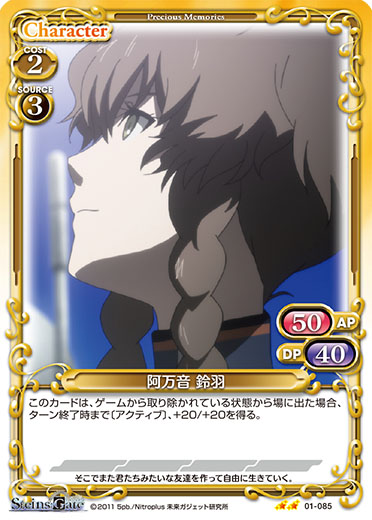 Precious Memories
Character
COST
2
SOURCE
3
50 AP
DP 40
阿万音 鈴羽
このカードは、ゲームから取り除かれている状態から場に出た場合、
ターン終了時まで〔アクティブ〕、+20/+20を得る。
そこでまた君たちみたいな友達を作って自由に生きていく。
Steins;Gate
©2011 5pb./Nitroplus 未来ガジェット研究所
01-085